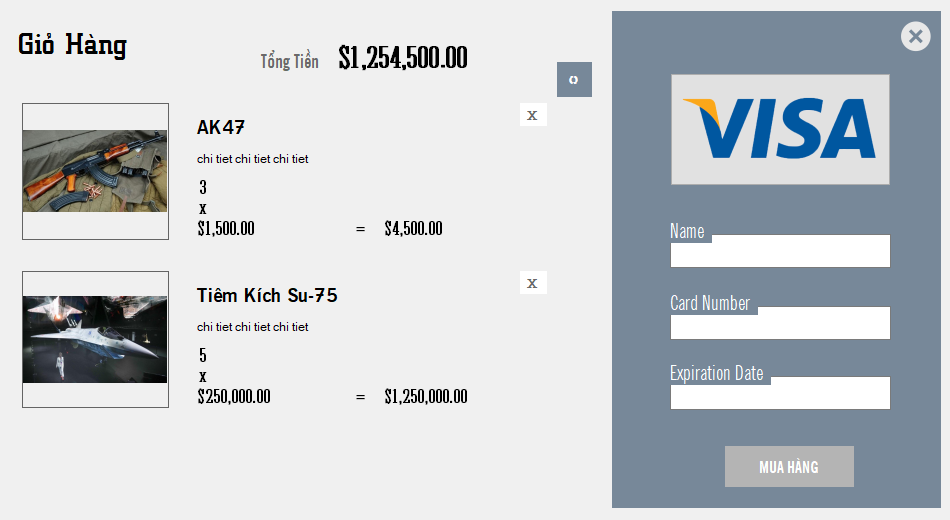 Giỏ Hàng
Tổng Tiền $1,254,500.00
x
AK47
chi tiet chi tiet chi tiet
3
x
$1,500.00 = $4,500.00
x
Tiêm Kích Su-75
chi tiet chi tiet chi tiet
5
x
$250,000.00 = $1,250,000.00
VISA
Name
Card Number
Expiration Date
MUA HÀNG